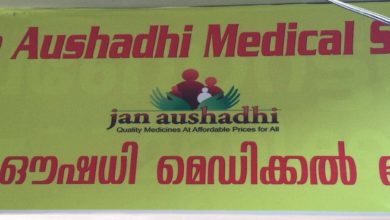 Aushadhi Medical
jan aushadhi
Quality Medicines At Affordable Prices for All
ഔഷധി മെഡിക്കൽ